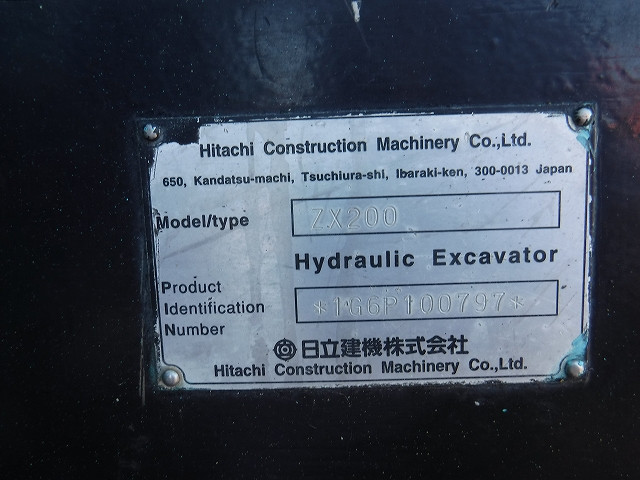 Hitachi Construction Machinery Co.,Ltd.
650, Kandatsu-machi, Tsuchiura-shi, Ibaraki-ken, 300-0013 Japan
Model/type ZX200
Hydraulic Excavator
Product
Identification *1G6P100797*
Number
日立建機株式会社
Hitachi Construction Machinery Co.,Ltd.